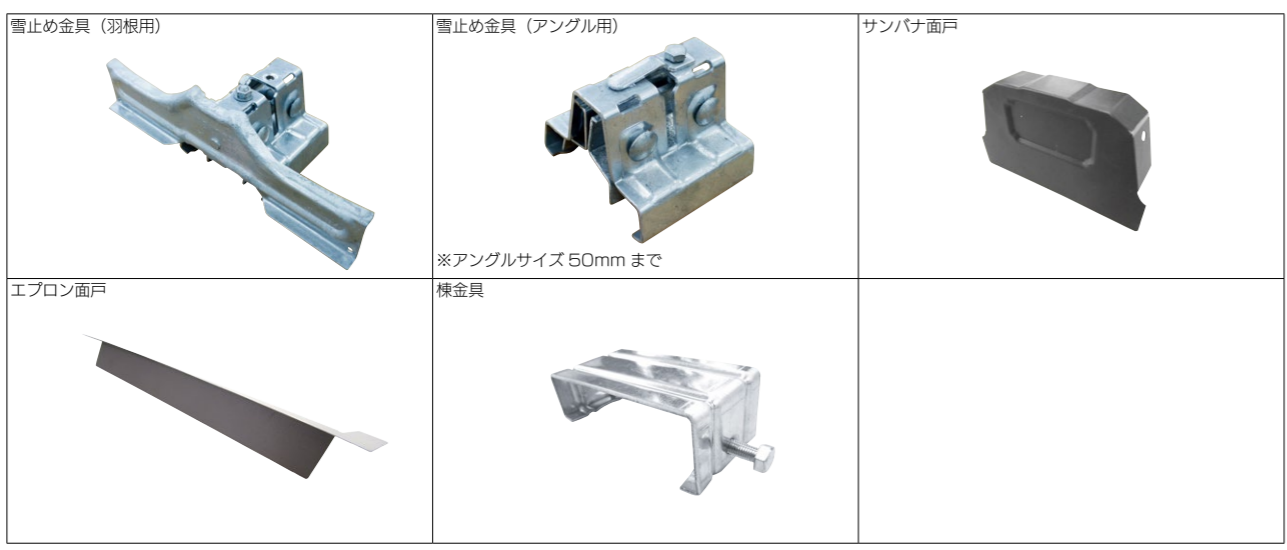 雪止め金具（羽根用）
雪止め金具（アングル用）
サンバナ面戸
※アングルサイズ 50mm まで
エプロン面戸
棟金具